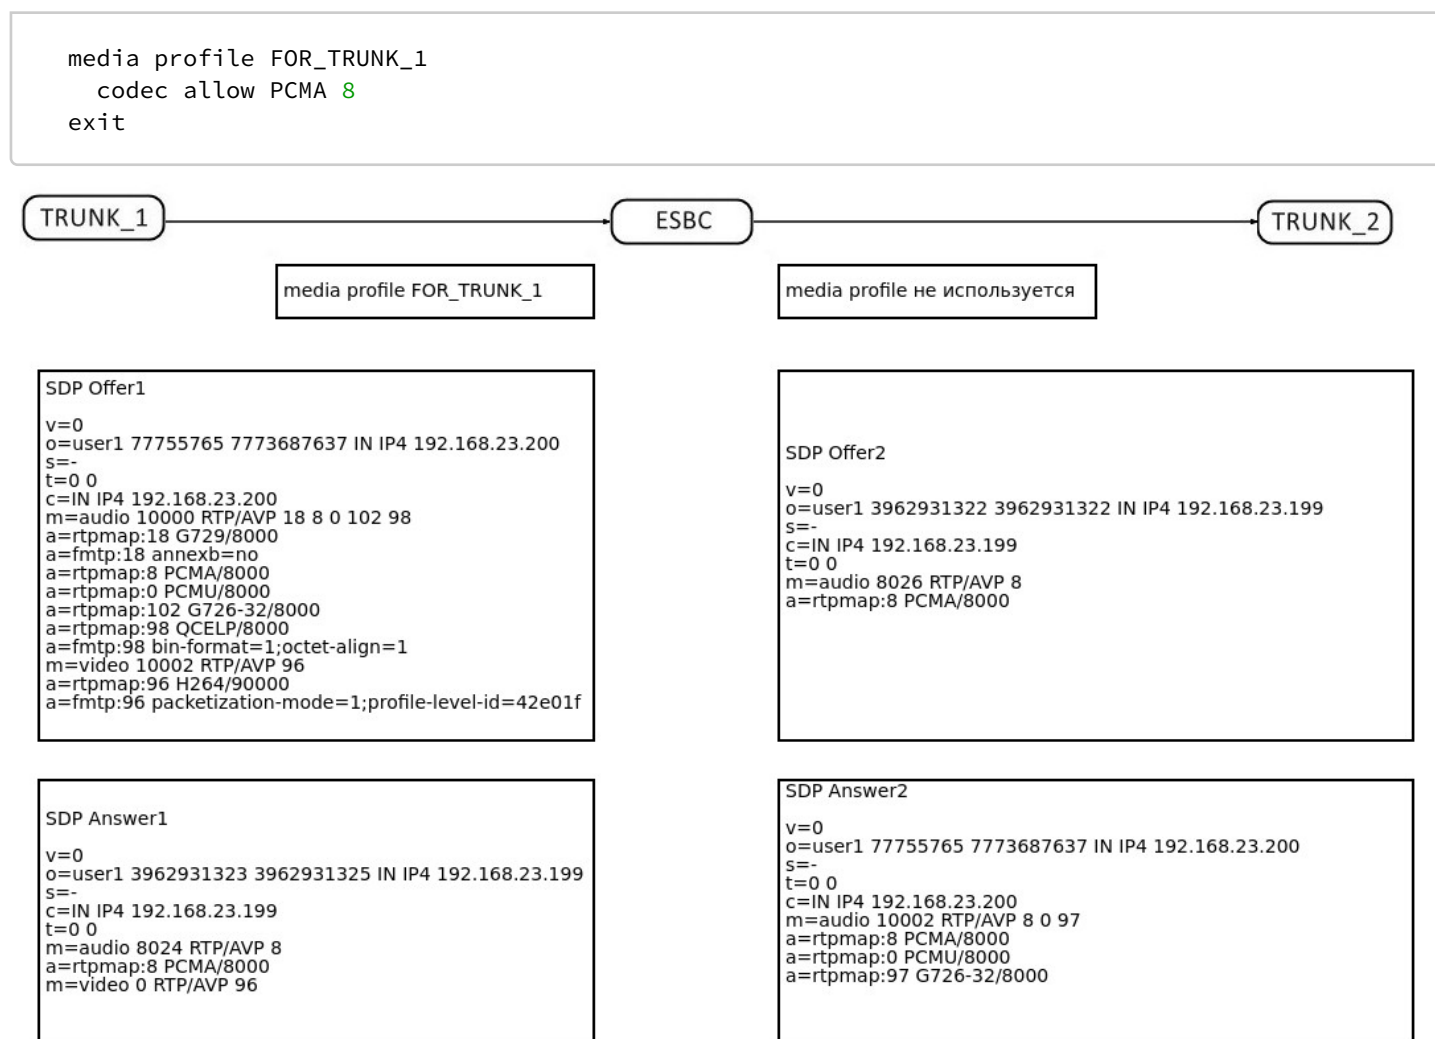 media profile FOR_TRUNK_1
codec allow PCMA 8
exit
TRUNK_1
ESBC
TRUNK_2
media profile FOR_TRUNK_1
media profile не используется
SDP Offer1
v=0
o=user1 77755765 7773687637 IN IP4 192.168.23.200
s=-
t=0 0
c=IN IP4 192.168.23.200
m=audio 10000 RTP/AVP 18 8 0 102 98
a=rtpmap:18 G729/8000
a=fmtp:18 annexb=no
a=rtpmap:8 PCMA/8000
a=rtpmap:0 PCMU/8000
a=rtpmap:102 G726-32/8000
a=rtpmap:98 QCELP/8000
a=fmtp:98 bin-format=1;octet-align=1
m=video 10002 RTP/AVP 96
a=rtpmap:96 H264/90000
a=fmtp:96 packetization-mode=1;profile-level-id=42e01f
SDP Offer2
v=0
o=user1 3962931322 3962931322 IN IP4 192.168.23.199
s=-
c=IN IP4 192.168.23.199
t=0 0
m=audio 8026 RTP/AVP 8
a=rtpmap:8 PCMA/8000
SDP Answer1
v=0
o=user1 3962931323 3962931325 IN IP4 192.168.23.199
s=-
c=IN IP4 192.168.23.199
t=0 0
m=audio 8024 RTP/AVP 8
a=rtpmap:8 PCMA/8000
m=video 0 RTP/AVP 96
SDP Answer2
v=0
o=user1 77755765 7773687637 IN IP4 192.168.23.200
s=-
t=0 0
c=IN IP4 192.168.23.200
m=audio 10002 RTP/AVP 8 0 97
a=rtpmap:8 PCMA/8000
a=rtpmap:0 PCMU/8000
a=rtpmap:97 G726-32/8000